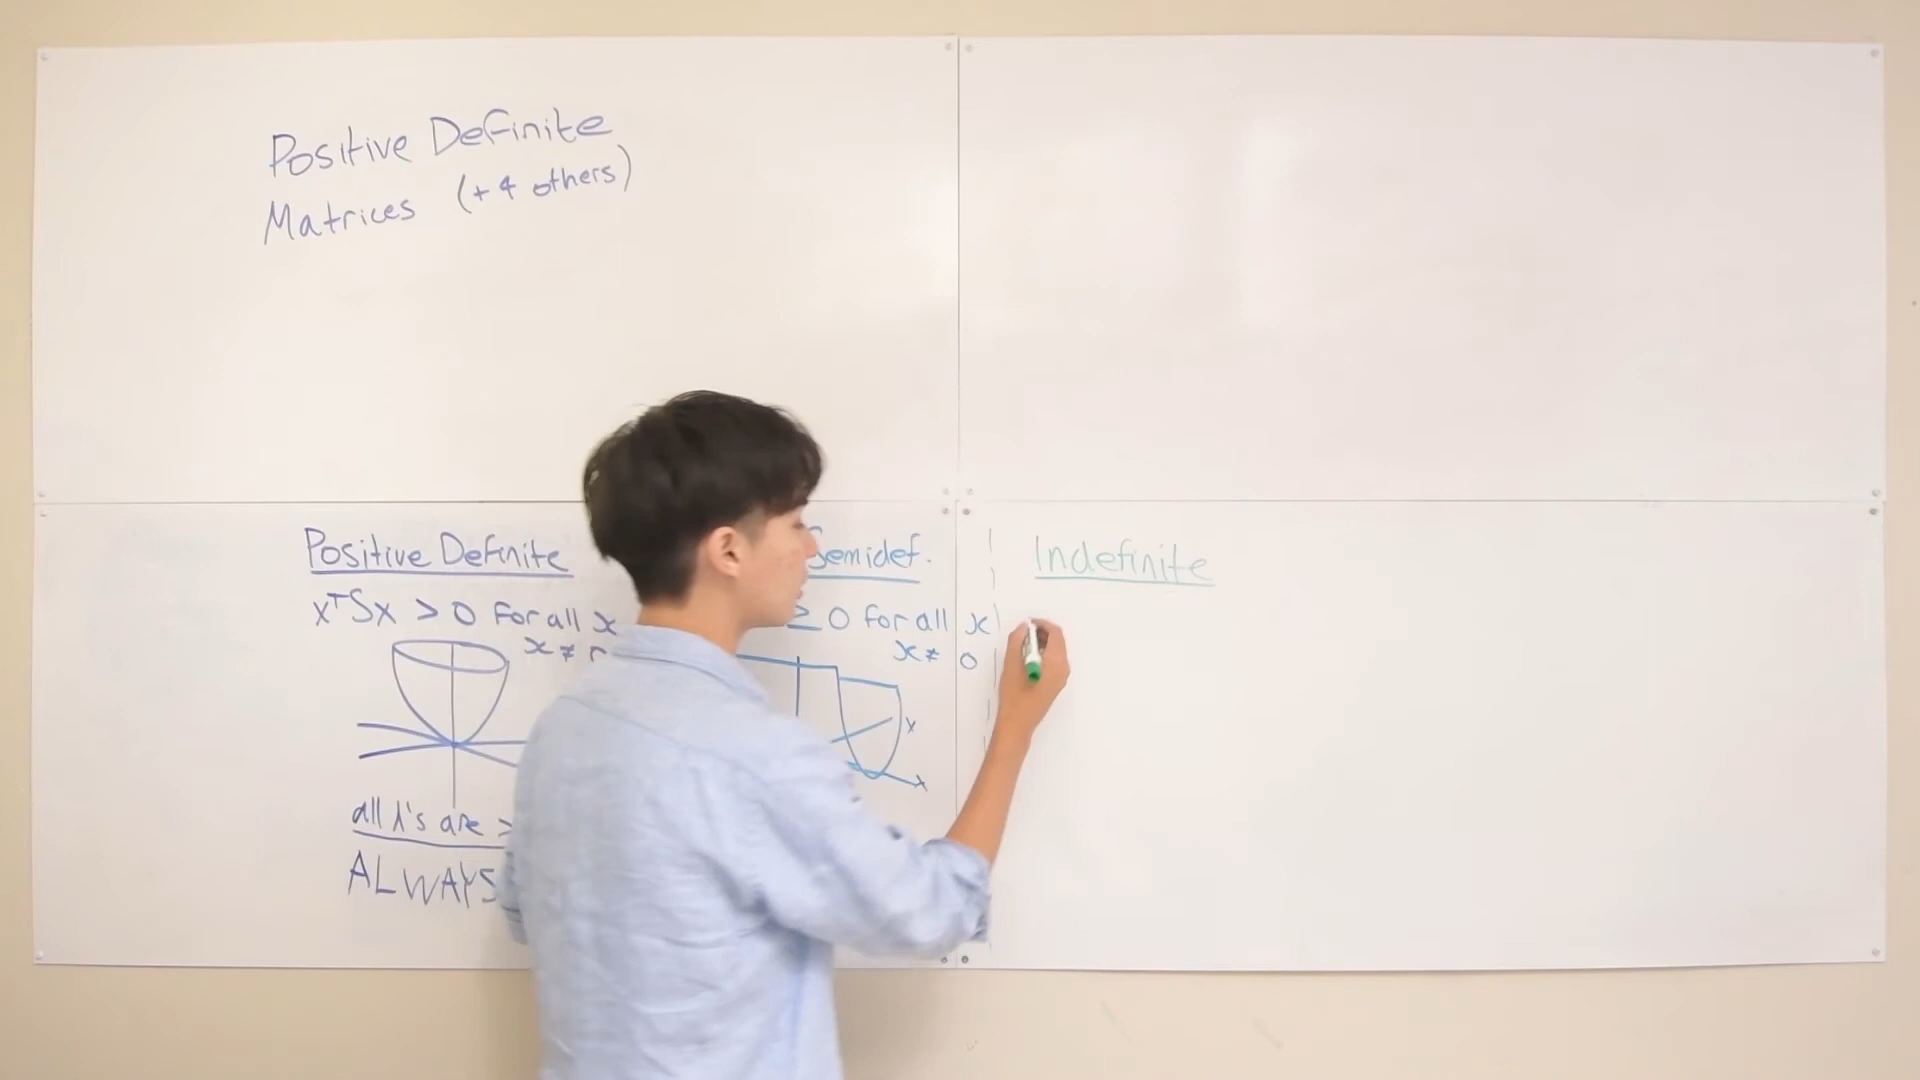 Positive Definite
Matrices (+ 4 others)
Positive Definite
xᵀSx > 0 for all x
x ≠
all λ's are >
ALWAYS
Semidef.
≥ 0 for all x
x ≠ 0
x
x
Indefinite